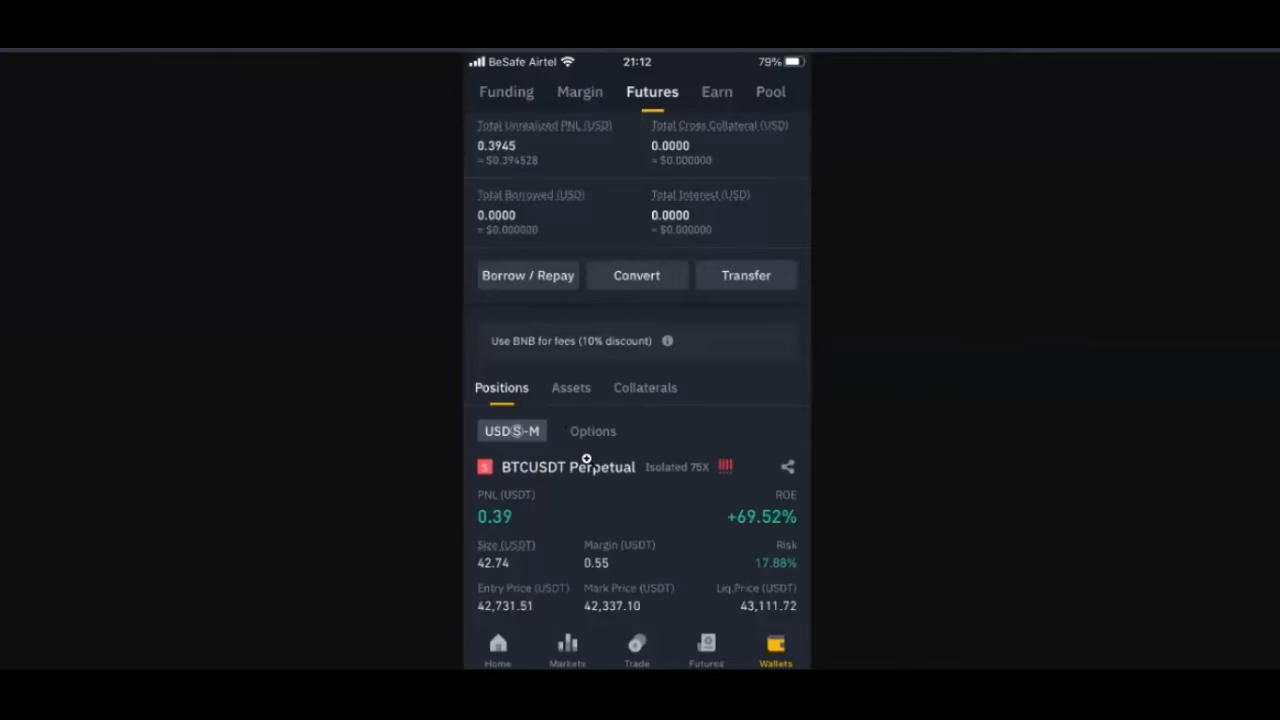 BeSafe Airtel 21:12 79%
Funding Margin Futures Earn Pool
Total Unrealized PNL (USD) Total Cross Collateral (USD)
0.3945 0.0000
≈ $0.394528 ≈ $0.000000
Total Borrowed (USD) Total Interest (USD)
0.0000 0.0000
≈ $0.000000 ≈ $0.000000
Borrow / Repay Convert Transfer
Use BNB for fees (10% discount)
Positions Assets Collaterals
USDⓈ-M Options
S BTCUSDT Perpetual Isolated 75X
PNL (USDT) ROE
0.39 +69.52%
Size (USDT) Margin (USDT) Risk
42.74 0.55 17.88%
Entry Price (USDT) Mark Price (USDT) Liq.Price (USDT)
42,731.51 42,337.10 43,111.72
Home Markets Trade Futures Wallets